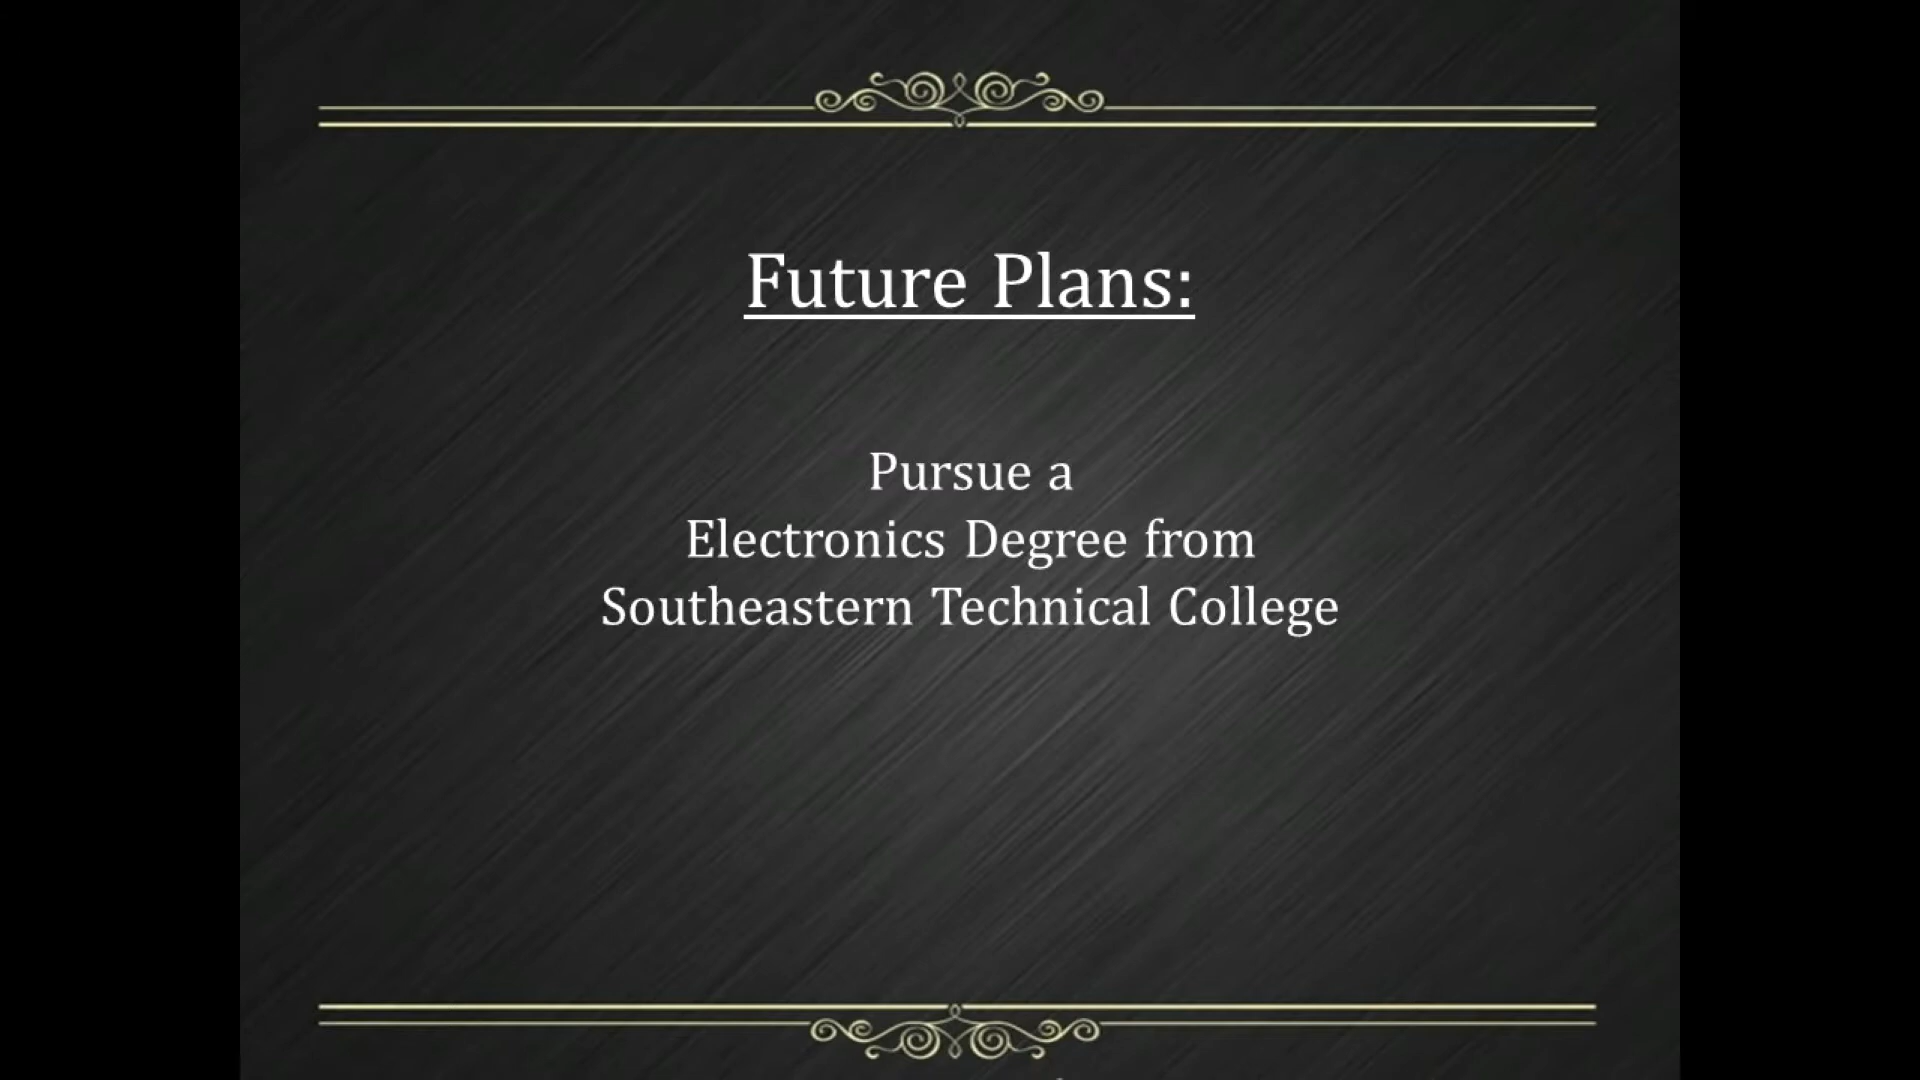 Future Plans:
Pursue a
Electronics Degree from
Southeastern Technical College